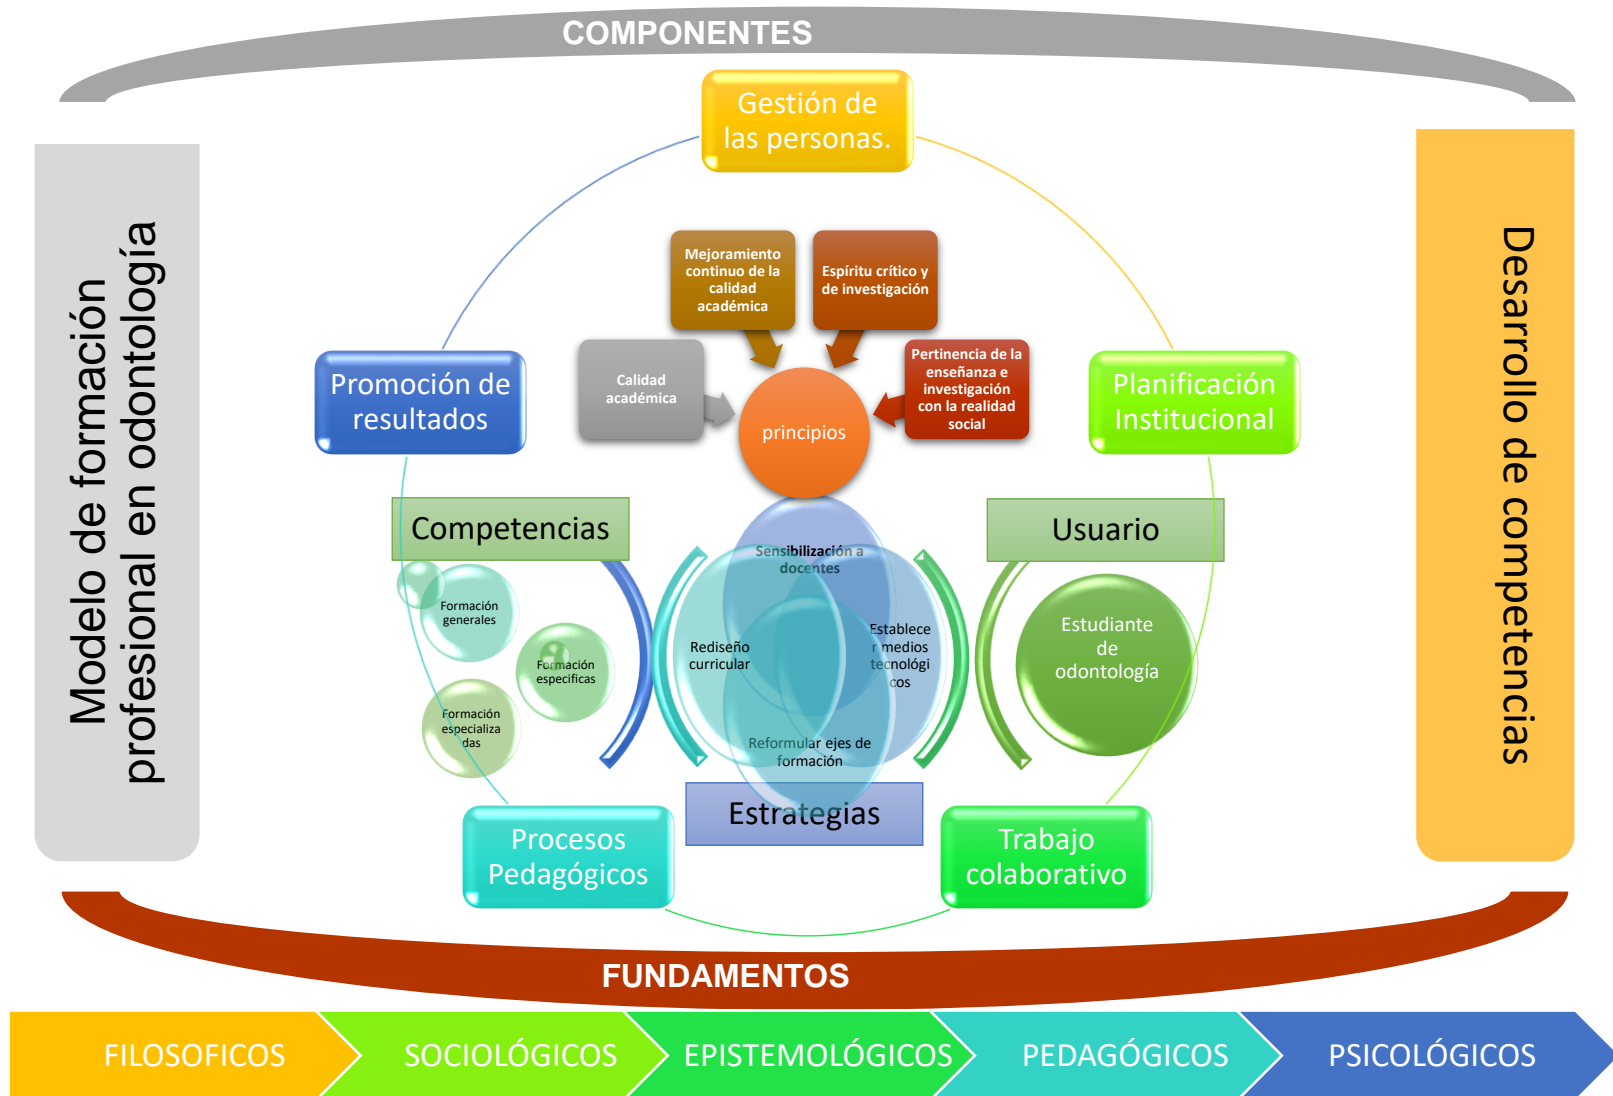 COMPONENTES
Gestión de
las personas.
Modelo de formación
profesional en odontología
Desarrollo de competencias
Mejoramiento
continuo de la
calidad
académica
Espíritu crítico y
de investigación
Calidad
académica
Pertinencia de la
enseñanza e
investigación
con la realidad
social
principios
Promoción de
resultados
Planificación
Institucional
Competencias
Usuario
Sensibilización a
docentes
Formación
generales
Formación
especificas
Formación
especializa
das
Rediseño
curricular
Establece
r medios
tecnológi
cos
Reformular ejes de
formación
Estudiante
de
odontología
Estrategias
Procesos
Pedagógicos
Trabajo
colaborativo
FUNDAMENTOS
FILOSOFICOS
SOCIOLÓGICOS
EPISTEMOLÓGICOS
PEDAGÓGICOS
PSICOLÓGICOS